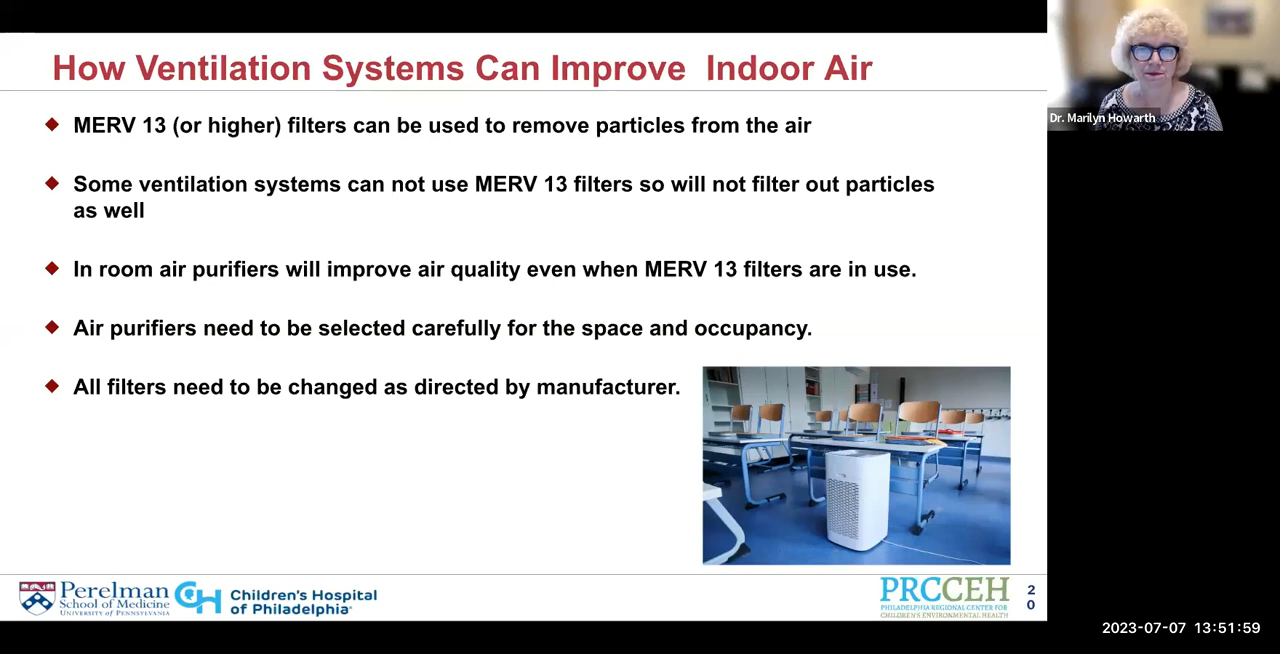 How Ventilation Systems Can Improve Indoor Air
MERV 13 (or higher) filters can be used to remove particles from the air
Some ventilation systems can not use MERV 13 filters so will not filter out particles
as well
In room air purifiers will improve air quality even when MERV 13 filters are in use.
Air purifiers need to be selected carefully for the space and occupancy.
All filters need to be changed as directed by manufacturer.
Dr. Marilyn Howarth
Perelman
School of Medicine
University of Pennsylvania
CH
Children's Hospital
of Philadelphia
PRCCEH
PHILADELPHIA REGIONAL CENTER FOR
CHILDREN'S ENVIRONMENTAL HEALTH
2
0
2023-07-07 13:51:59